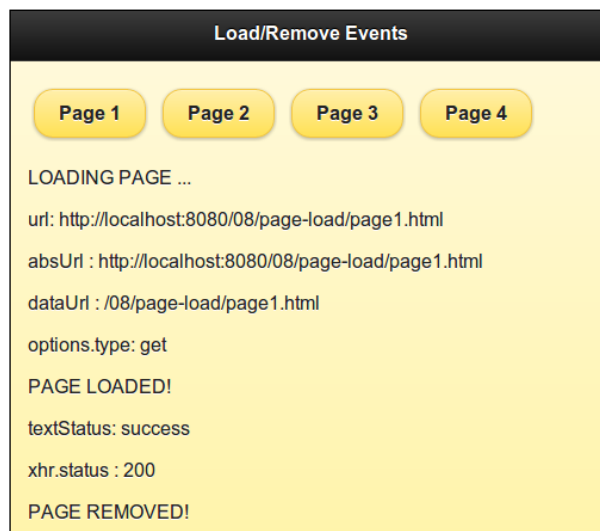 Load/Remove Events
Page 1 Page 2 Page 3 Page 4
LOADING PAGE ...
url: http://localhost:8080/08/page-load/page1.html
absUrl : http://localhost:8080/08/page-load/page1.html
dataUrl : /08/page-load/page1.html
options.type: get
PAGE LOADED!
textStatus: success
xhr.status : 200
PAGE REMOVED!